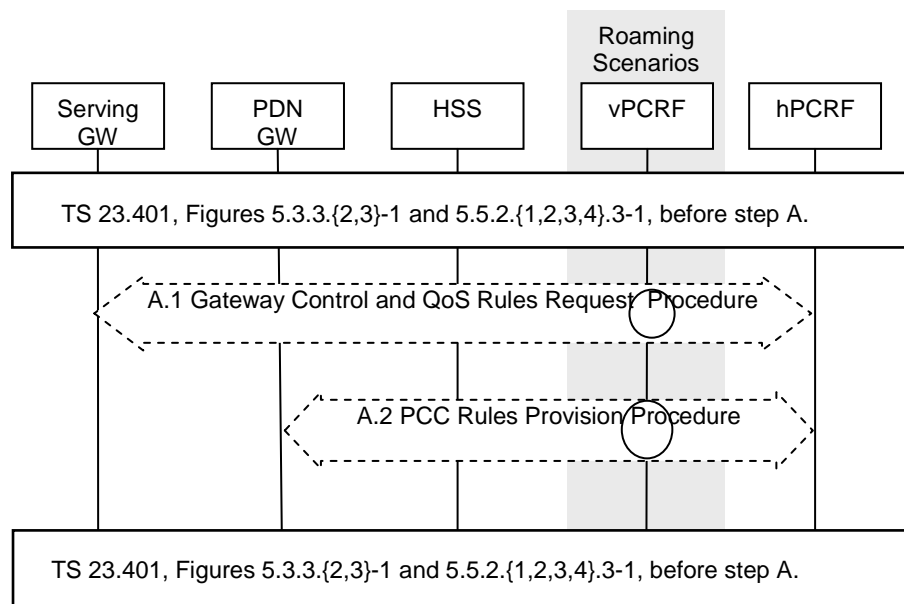 Roaming
Scenarios
Serving
GW
PDN
GW
HSS
vPCRF
hPCRF
TS 23.401, Figures 5.3.3.{2,3}-1 and 5.5.2.{1,2,3,4}.3-1, before step A.
A.1 Gateway Control and QoS Rules Request Procedure
A.2 PCC Rules Provision Procedure
TS 23.401, Figures 5.3.3.{2,3}-1 and 5.5.2.{1,2,3,4}.3-1, before step A.